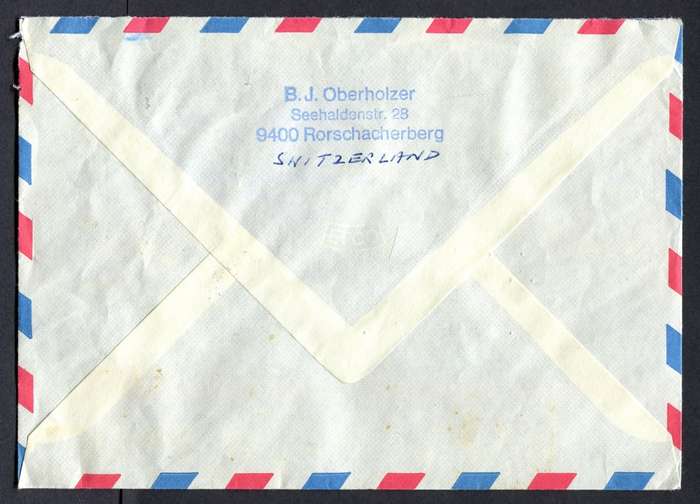 B.J. Oberholzer
Seehaldenstr. 28
9400 Rorschacherberg
SWITZERLAND